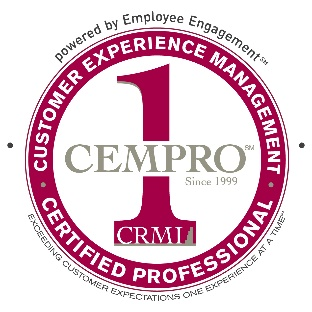 powered by Employee Engagement℠
CUSTOMER EXPERIENCE MANAGEMENT
1
CEMPRO℠
Since 1999
CRMI
CERTIFIED PROFESSIONAL
EXCEEDING CUSTOMER EXPECTATIONS ONE EXPERIENCE AT A TIME™